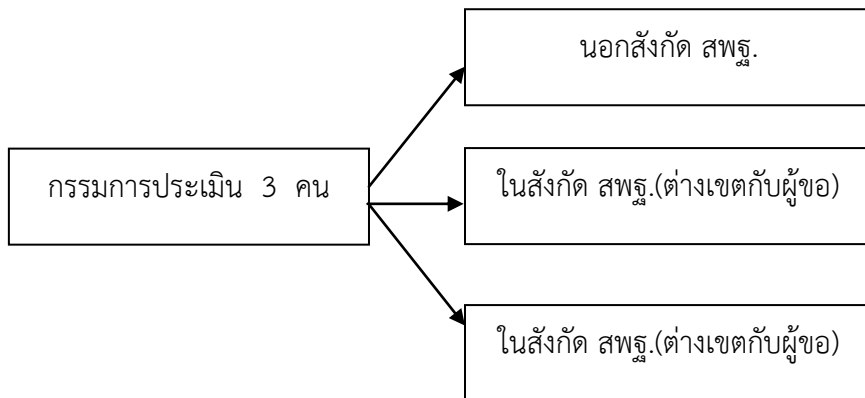 นอกสังกัด สพฐ.
กรรมการประเมิน 3 คน
ในสังกัด สพฐ.(ต่างเขตกับผู้ขอ)
ในสังกัด สพฐ.(ต่างเขตกับผู้ขอ)